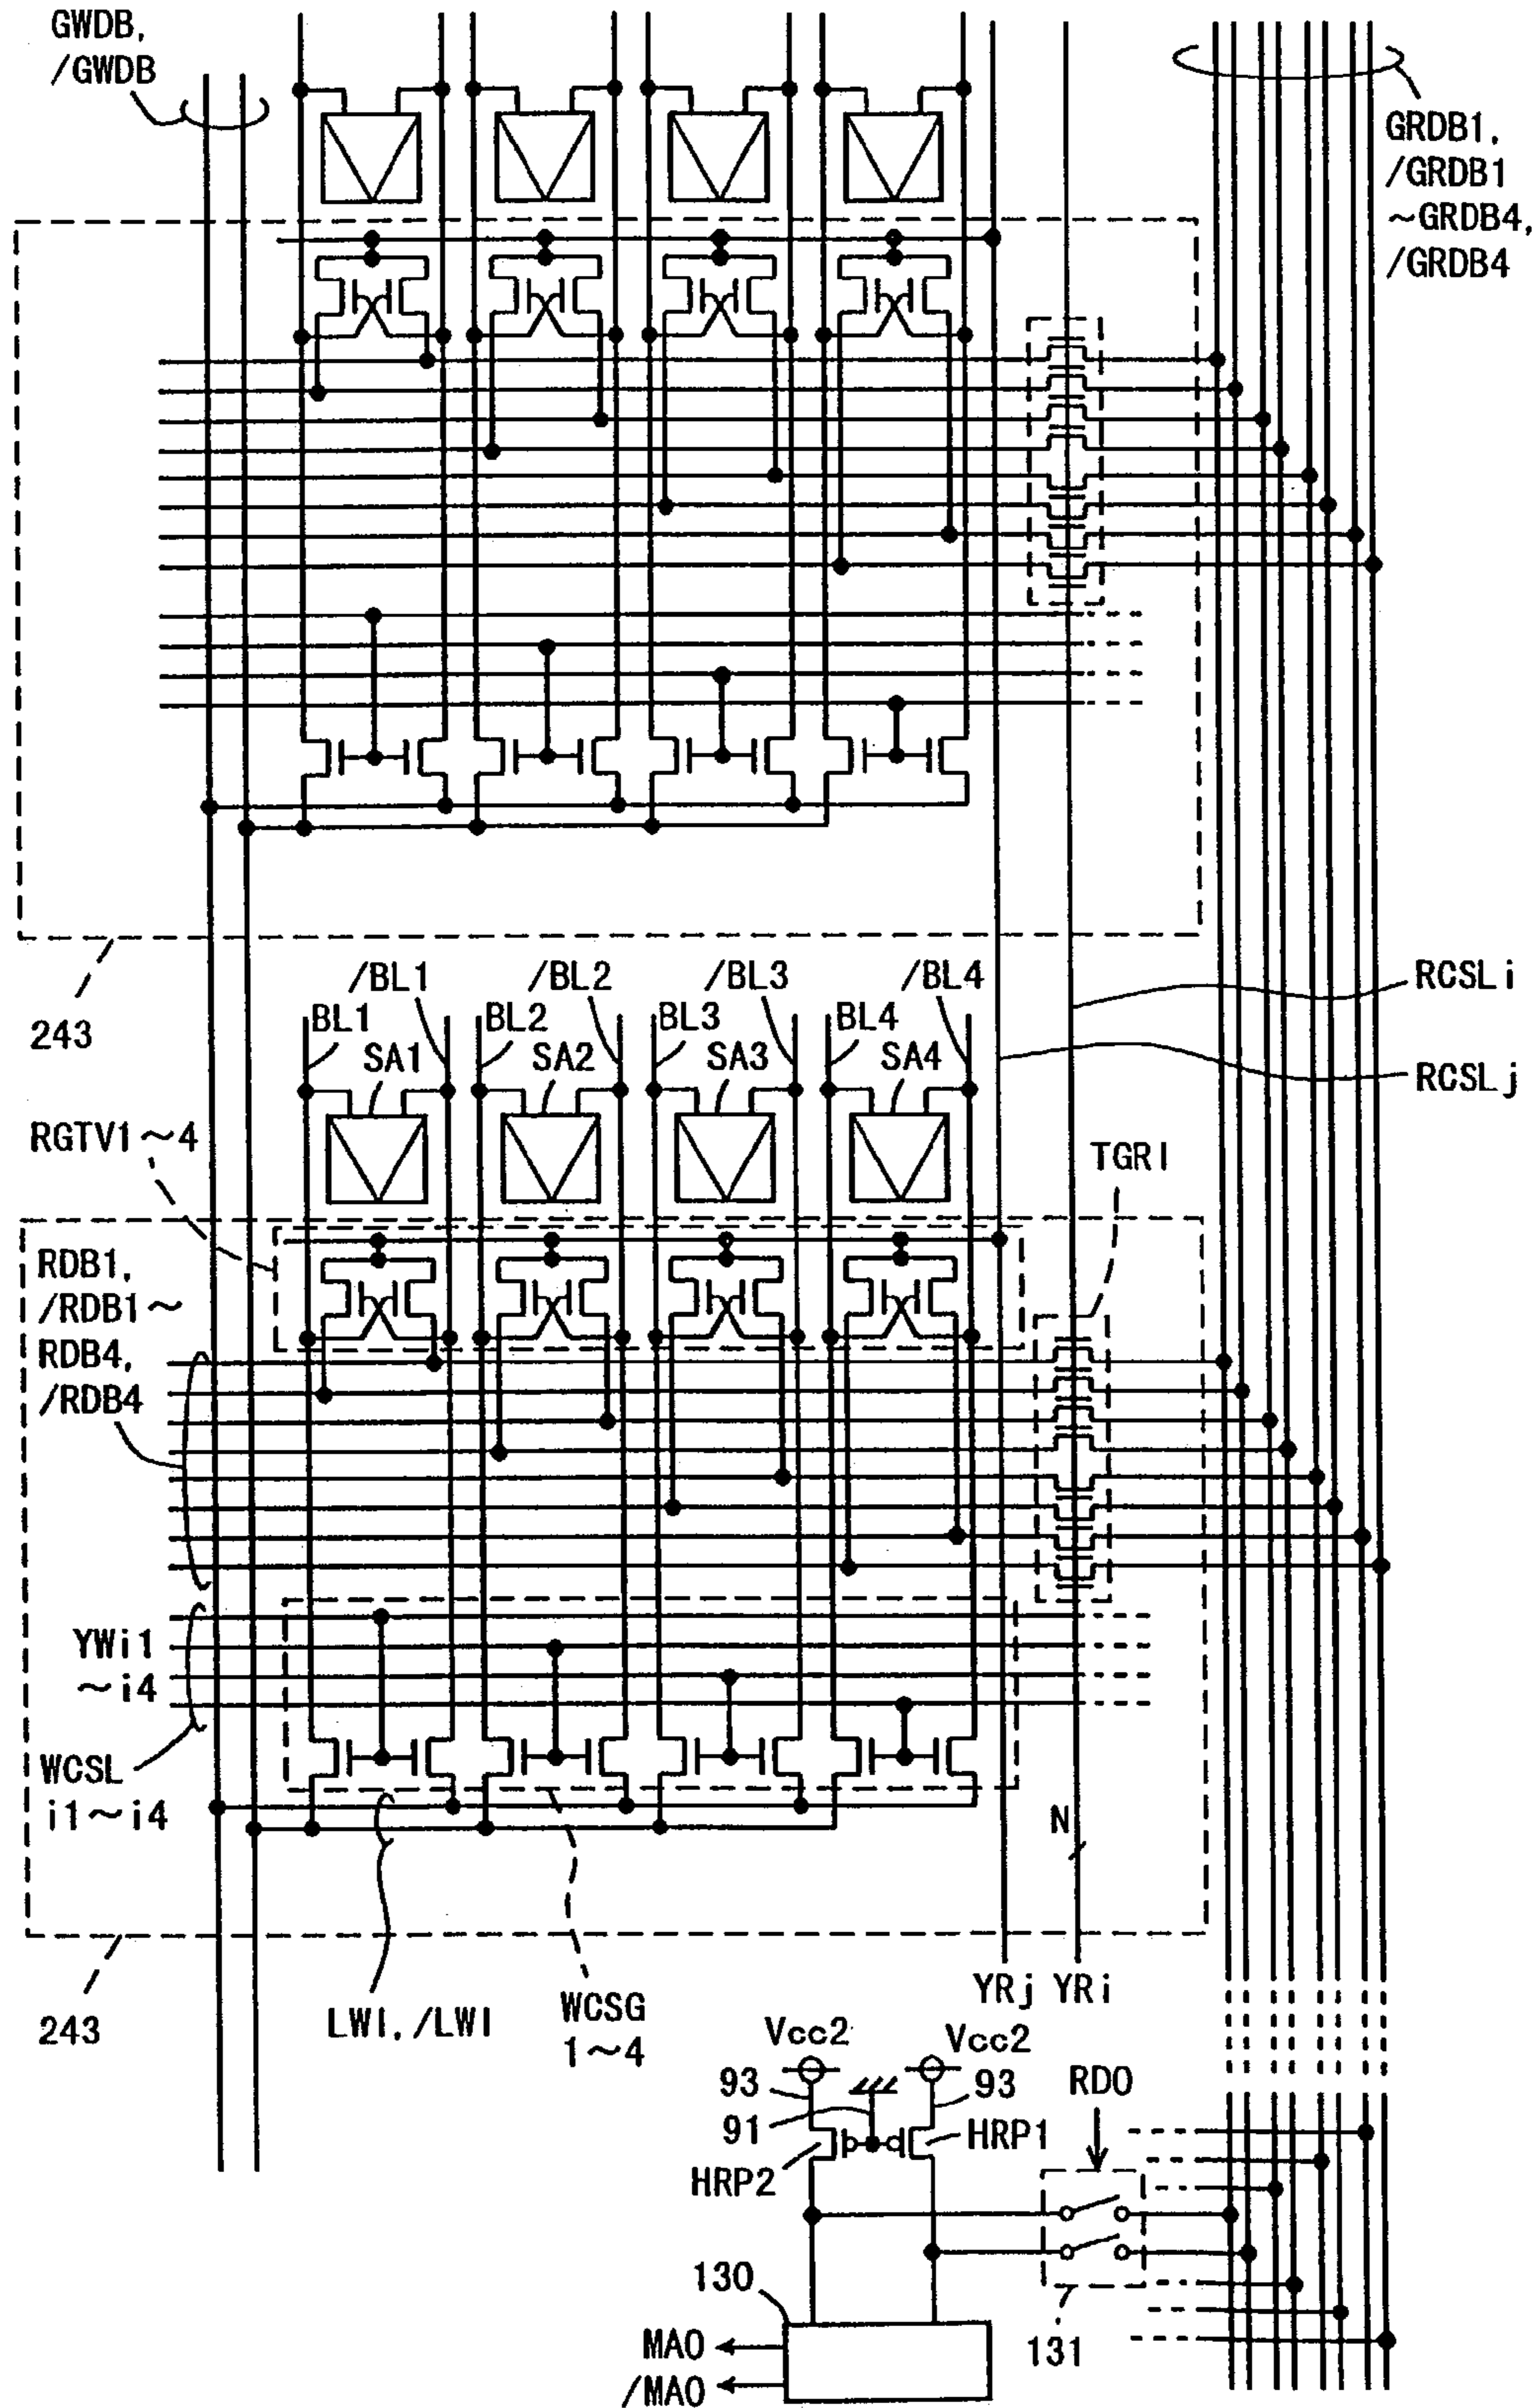 GWDB,
/GWDB
GRDB1,
/GRDB1
~GRDB4,
/GRDB4
243
/BL1
/BL2
/BL3
/BL4
BL1
BL2
BL3
BL4
SA1
SA2
SA3
SA4
RCSLi
RCSLj
RGTV1~4
TGRI
RDB1,
/RDB1~
RDB4,
/RDB4
YWi1
~i4
WCSL
i1~i4
N
243
LWI, /LWI
WCSG
1~4
YRj
YRi
Vcc2
Vcc2
93
93
91
RDO
HRP1
HRP2
130
131
MAO
/MAO